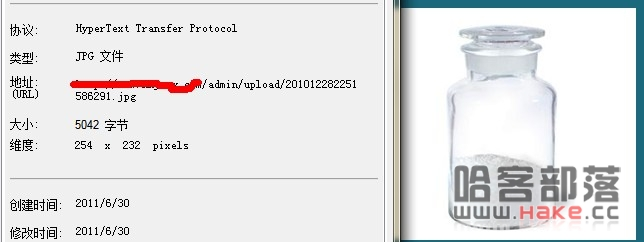 协议: HyperText Transfer Protocol
类型: JPG 文件
地址: /admin/upload/201012282251
(URL) 586291.jpg
大小: 5042 字节
维度: 254 x 232 pixels
创建时间: 2011/6/30
修改时间: 2011/6/30
哈客部落
www.Hake.cc